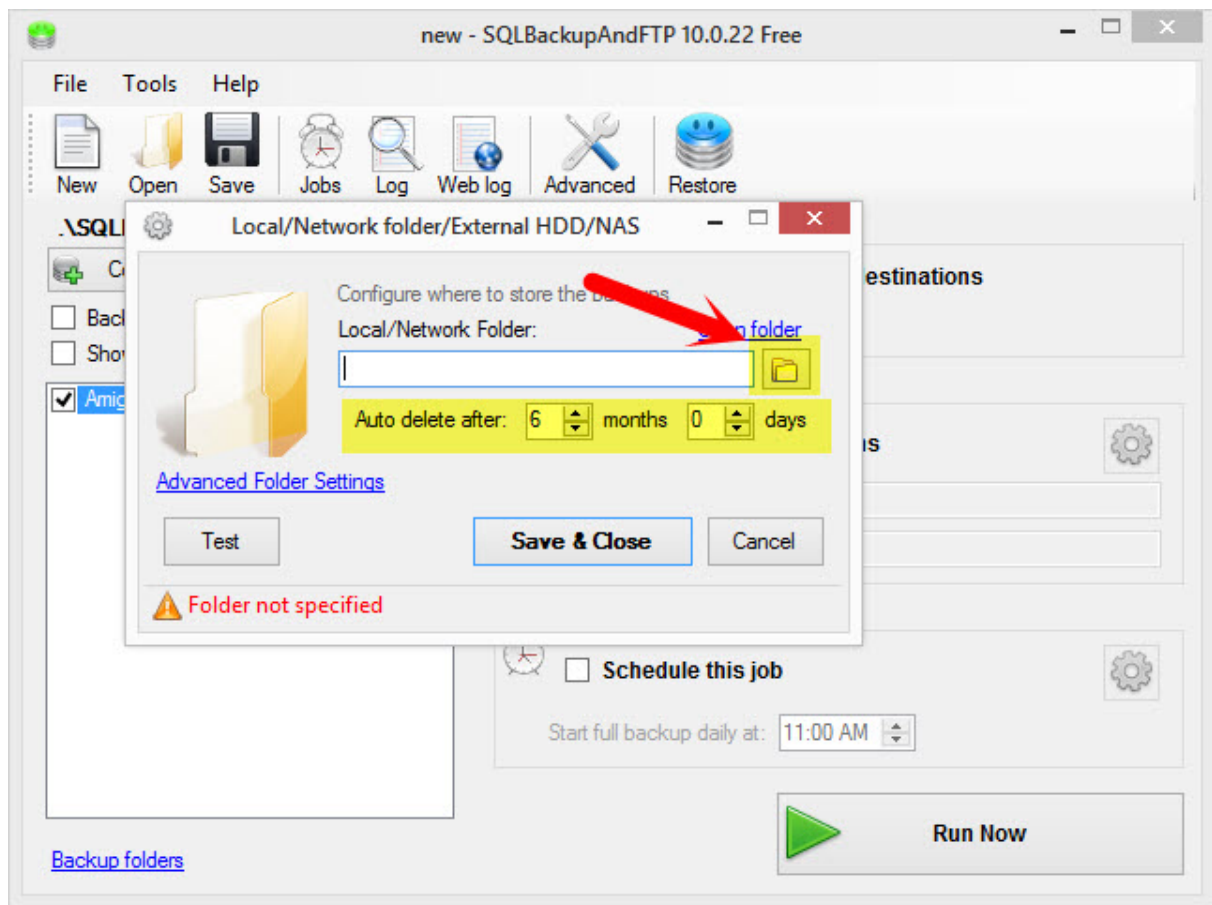 new - SQLBackupAndFTP 10.0.22 Free
File Tools Help
New Open Save Jobs Log Web log Advanced Restore
.\SQL
Local/Network folder/External HDD/NAS
estinations
Configure where to store the backups
Local/Network Folder: folder
Auto delete after: 6 months 0 days
Advanced Folder Settings
Test Save & Close Cancel
Folder not specified
Schedule this job
Start full backup daily at: 11:00 AM
Run Now
Backup folders